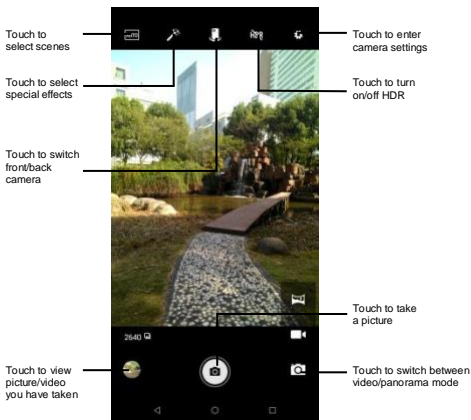 Touch to
select scenes
Touch to select
special effects
Touch to switch
front/back
camera
Touch to view
picture/video
you have taken
Touch to enter
camera settings
Touch to turn
on/off HDR
Touch to take
a picture
Touch to switch between
video/panorama mode
2640